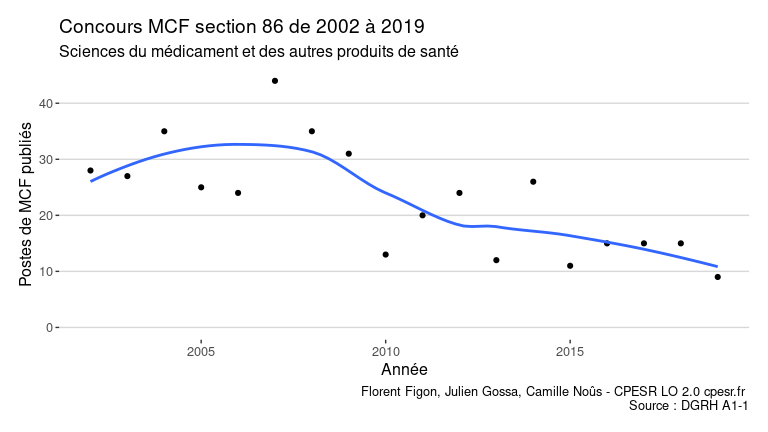 Concours MCF section 86 de 2002 à 2019
Sciences du médicament et des autres produits de santé
Postes de MCF publiés
40
30
20
10
0
2005
2010
2015
Année
Florent Figon, Julien Gossa, Camille Noûs - CPESR LO 2.0 cpesr.fr
Source : DGRH A1-1